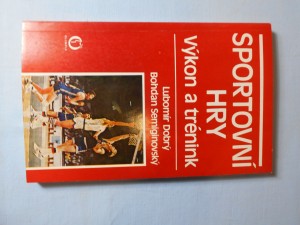 SPORTOVNÍ
HRY
Výkon a trénink
Lubomír Dobrý
Bohdan Semiginovský